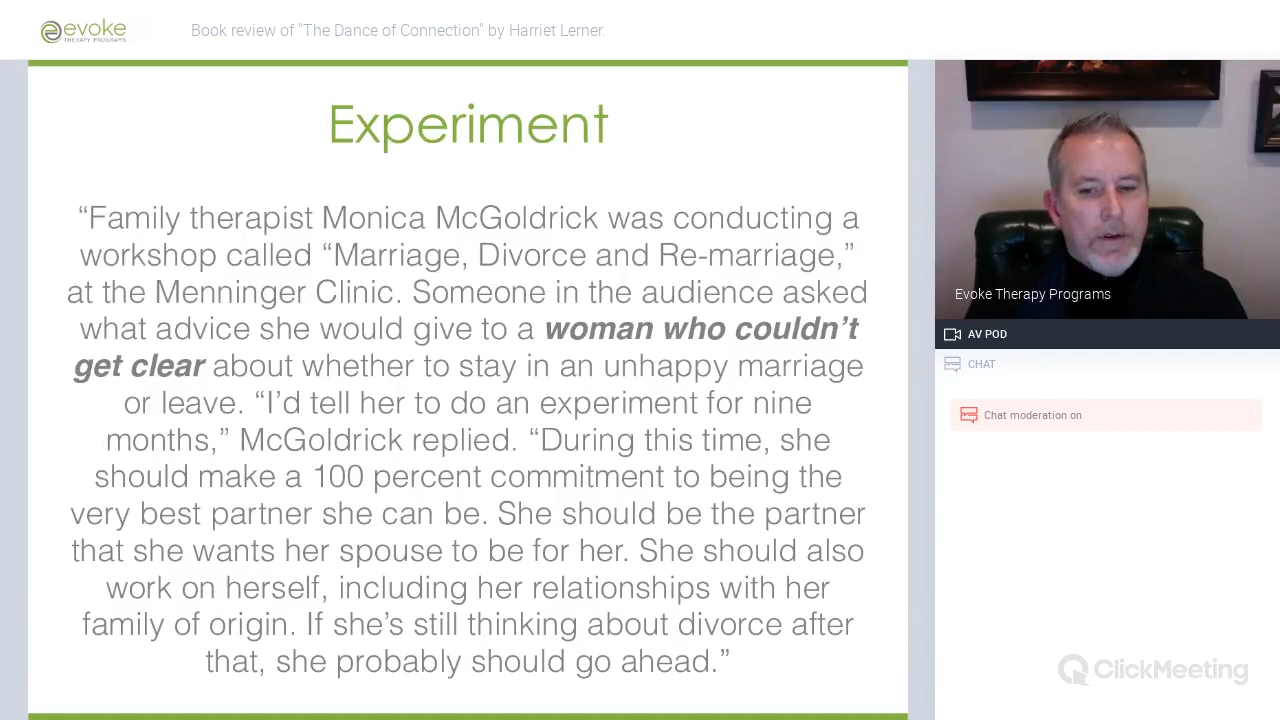 evoke
THERAPY PROGRAMS
Book review of "The Dance of Connection" by Harriet Lerner.
Experiment
“Family therapist Monica McGoldrick was conducting a
workshop called “Marriage, Divorce and Re-marriage,”
at the Menninger Clinic. Someone in the audience asked
what advice she would give to a woman who couldn’t
get clear about whether to stay in an unhappy marriage
or leave. “I’d tell her to do an experiment for nine
months,” McGoldrick replied. “During this time, she
should make a 100 percent commitment to being the
very best partner she can be. She should be the partner
that she wants her spouse to be for her. She should also
work on herself, including her relationships with her
family of origin. If she’s still thinking about divorce after
that, she probably should go ahead.”
Evoke Therapy Programs
AV POD
CHAT
Chat moderation on
ClickMeeting